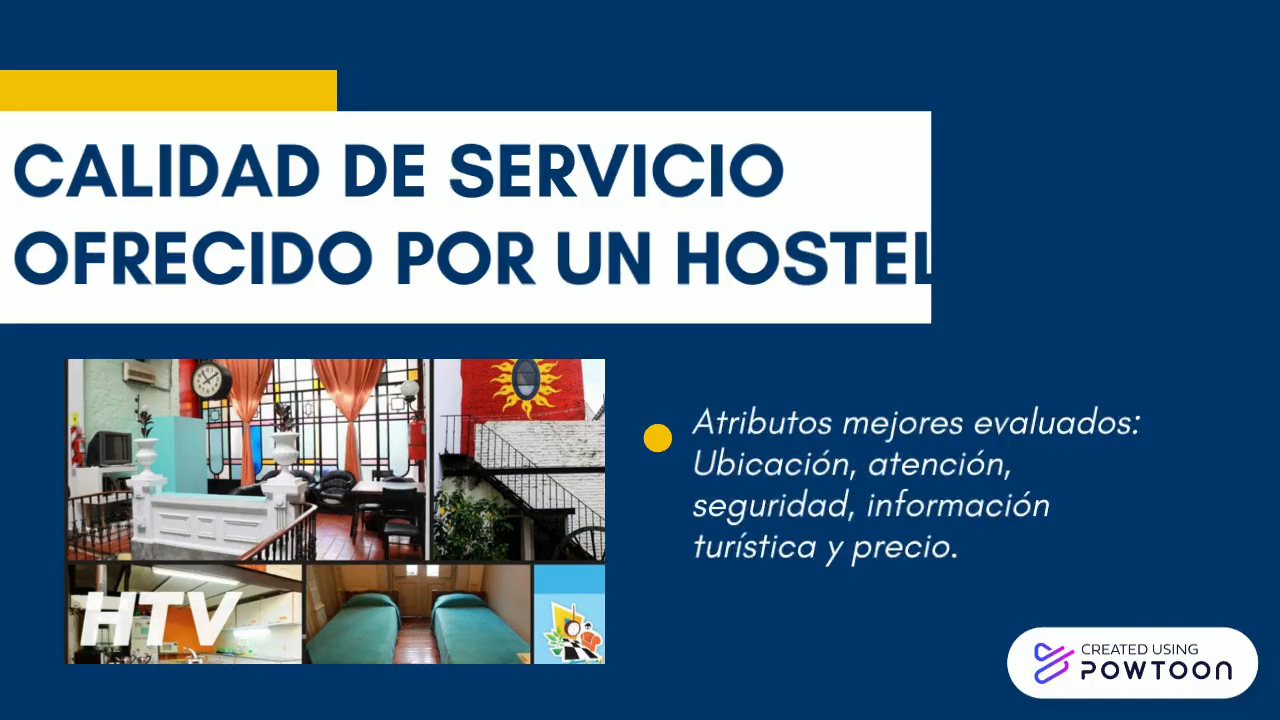 CALIDAD DE SERVICIO
OFRECIDO POR UN HOSTEL
Atributos mejores evaluados:
Ubicación, atención,
seguridad, información
turística y precio.
HTV
CREATED USING
POWTOON